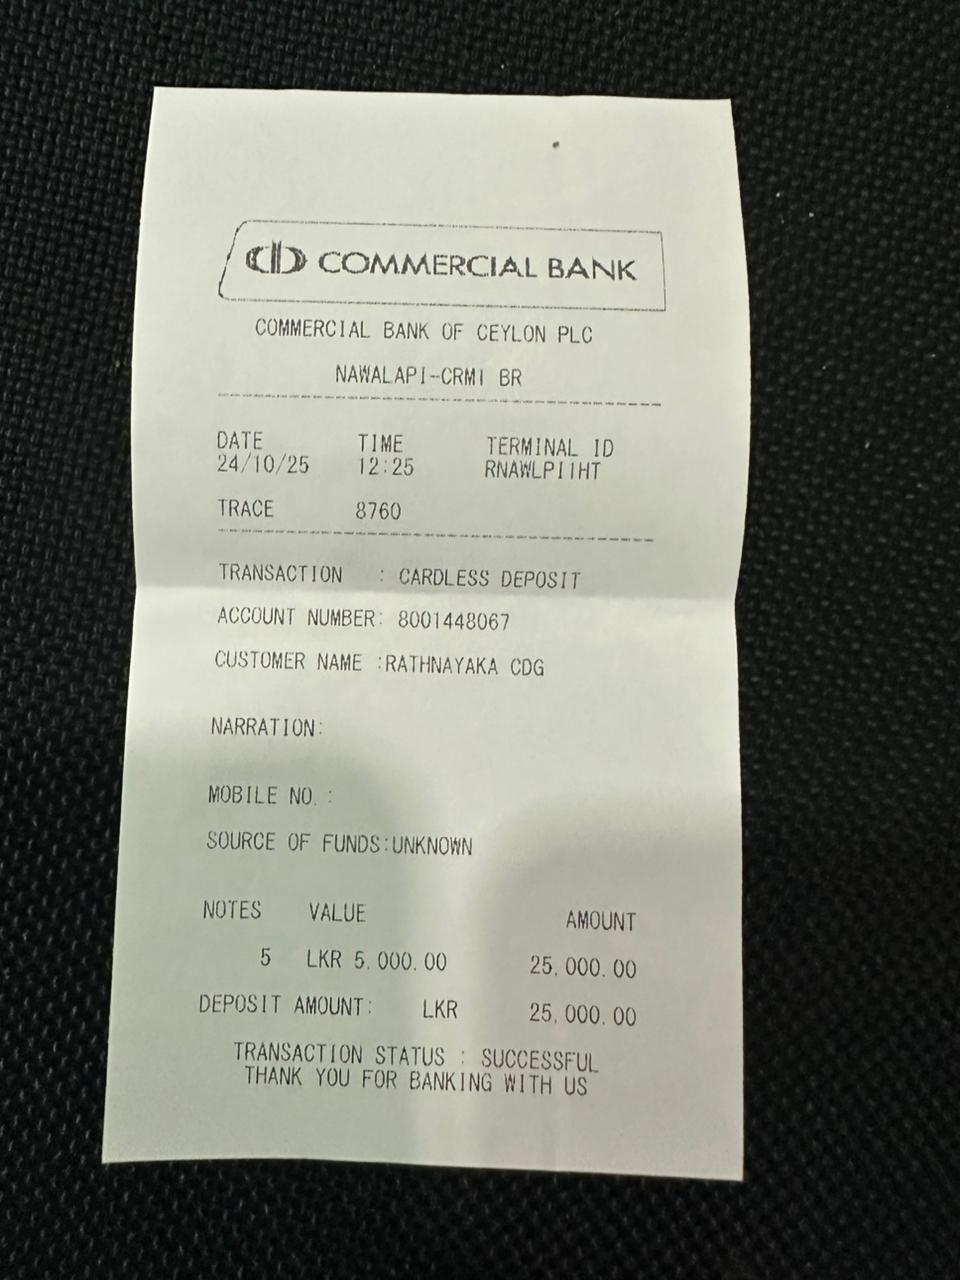 COMMERCIAL BANK
COMMERCIAL BANK OF CEYLON PLC
NAWALAPI-CRM1 BR
DATE TIME TERMINAL ID
24/10/25 12:25 RNAWLPI1HT
TRACE 8760
TRANSACTION : CARDLESS DEPOSIT
ACCOUNT NUMBER: 8001448067
CUSTOMER NAME :RATHNAYAKA CDG
NARRATION:
MOBILE NO. :
SOURCE OF FUNDS:UNKNOWN
NOTES VALUE AMOUNT
5 LKR 5,000.00 25,000.00
DEPOSIT AMOUNT: LKR 25,000.00
TRANSACTION STATUS : SUCCESSFUL
THANK YOU FOR BANKING WITH US